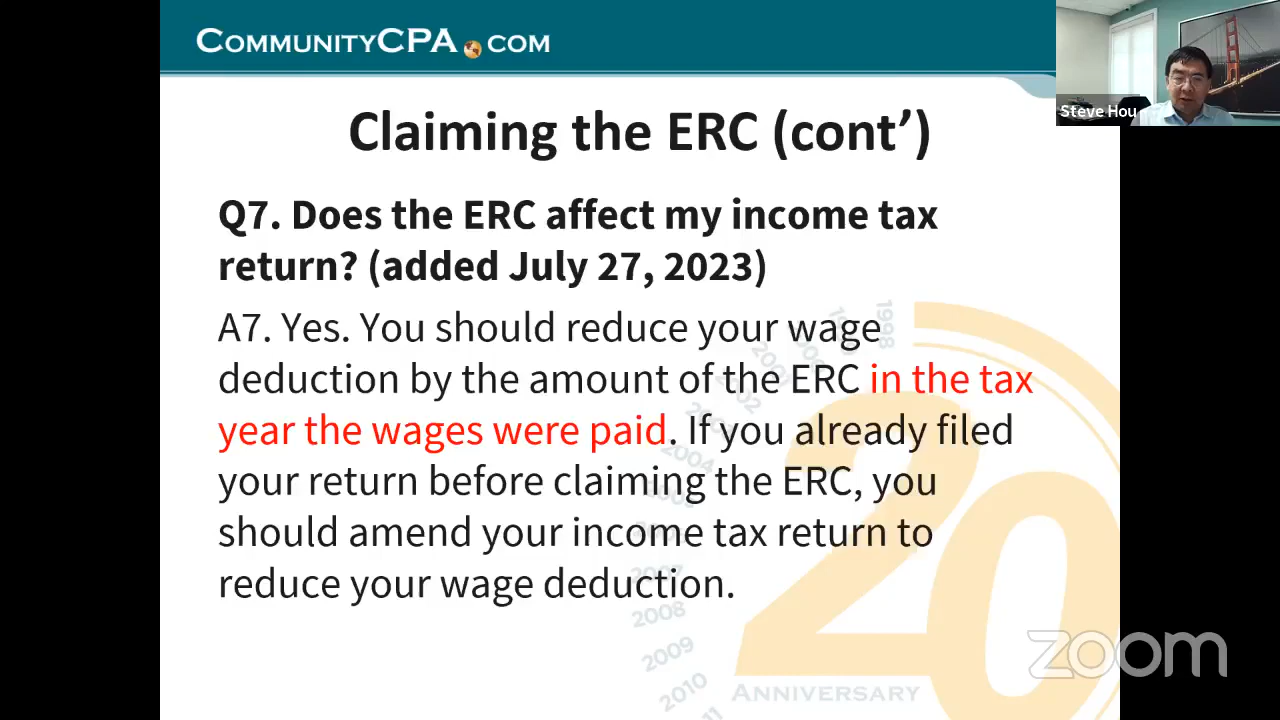 COMMUNITYCPA.COM
Steve Hou
Claiming the ERC (cont’)
Q7. Does the ERC affect my income tax
return? (added July 27, 2023)
A7. Yes. You should reduce your wage
deduction by the amount of the ERC in the tax
year the wages were paid. If you already filed
your return before claiming the ERC, you
should amend your income tax return to
reduce your wage deduction.
1998
2002
2004
2007
2008
2009
2010
20
ANNIVERSARY
zoom